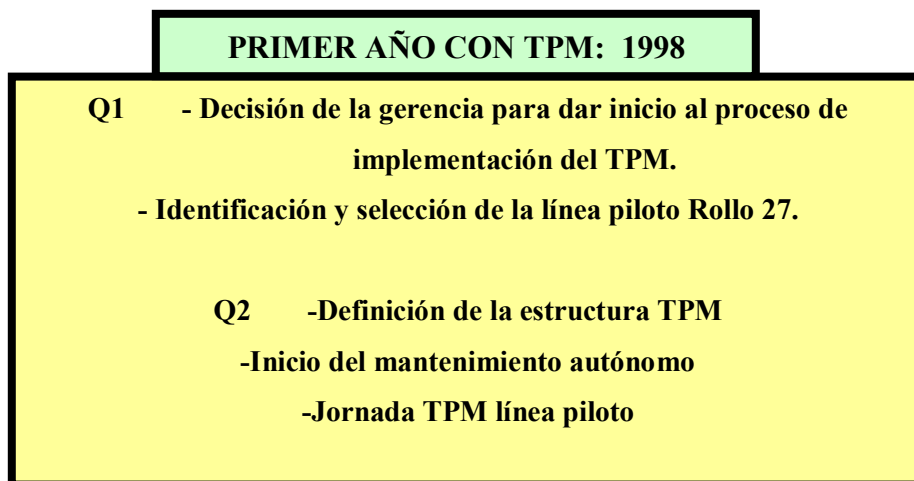 PRIMER AÑO CON TPM: 1998
Q1 - Decisión de la gerencia para dar inicio al proceso de
implementación del TPM.
- Identificación y selección de la línea piloto Rollo 27.
Q2 -Definición de la estructura TPM
-Inicio del mantenimiento autónomo
-Jornada TPM línea piloto